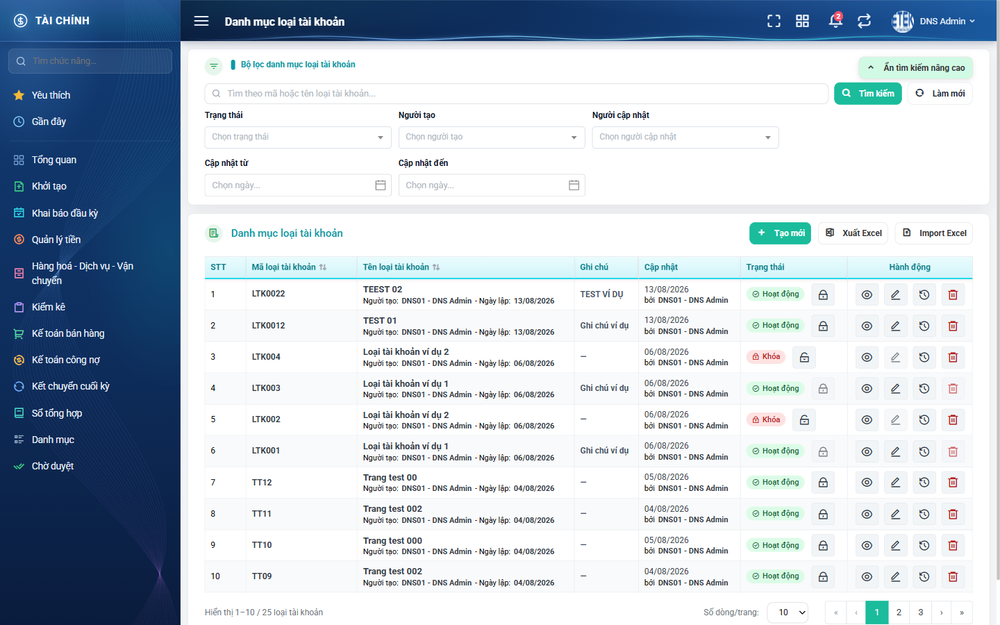 TÀI CHÍNH
Tìm chức năng...
Yêu thích
Gần đây
Tổng quan
Khởi tạo
Khai báo đầu kỳ
Quản lý tiền
Hàng hoá - Dịch vụ - Vận
chuyển
Kiểm kê
Kế toán bán hàng
Kế toán công nợ
Kết chuyển cuối kỳ
Sổ tổng hợp
Danh mục
Chờ duyệt
Danh mục loại tài khoản
2
DNS Admin
Bộ lọc danh mục loại tài khoản
Ẩn tìm kiếm nâng cao
Tìm theo mã hoặc tên loại tài khoản...
Tìm kiếm
Làm mới
Trạng thái
Người tạo
Người cập nhật
Chọn trạng thái
Chọn người tạo
Chọn người cập nhật
Cập nhật từ
Cập nhật đến
Chọn ngày...
Chọn ngày...
Danh mục loại tài khoản
Tạo mới
Xuất Excel
Import Excel
STT Mã loại tài khoản Tên loại tài khoản Ghi chú Cập nhật Trạng thái Hành động
1 LTK0022 TEEST 02 TEST VÍ DỤ 13/08/2026 Hoạt động
Người tạo: DNS01 - DNS Admin - Ngày lập: 13/08/2026 bởi DNS01 - DNS Admin
2 LTK0012 TEST 01 Ghi chú ví dụ 13/08/2026 Hoạt động
Người tạo: DNS01 - DNS Admin - Ngày lập: 13/08/2026 bởi DNS01 - DNS Admin
3 LTK004 Loại tài khoản ví dụ 2 — 06/08/2026 Khóa
Người tạo: DNS01 - DNS Admin - Ngày lập: 06/08/2026 bởi DNS01 - DNS Admin
4 LTK003 Loại tài khoản ví dụ 1 Ghi chú ví dụ 06/08/2026 Hoạt động
Người tạo: DNS01 - DNS Admin - Ngày lập: 06/08/2026 bởi DNS01 - DNS Admin
5 LTK002 Loại tài khoản ví dụ 2 — 06/08/2026 Khóa
Người tạo: DNS01 - DNS Admin - Ngày lập: 06/08/2026 bởi DNS01 - DNS Admin
6 LTK001 Loại tài khoản ví dụ 1 Ghi chú ví dụ 06/08/2026 Hoạt động
Người tạo: DNS01 - DNS Admin - Ngày lập: 06/08/2026 bởi DNS01 - DNS Admin
7 TT12 Trang test 00 — 05/08/2026 Hoạt động
Người tạo: DNS01 - DNS Admin - Ngày lập: 04/08/2026 bởi DNS01 - DNS Admin
8 TT11 Trang test 002 — 04/08/2026 Hoạt động
Người tạo: DNS01 - DNS Admin - Ngày lập: 04/08/2026 bởi DNS01 - DNS Admin
9 TT10 Trang test 000 — 05/08/2026 Hoạt động
Người tạo: DNS01 - DNS Admin - Ngày lập: 04/08/2026 bởi DNS01 - DNS Admin
10 TT09 Trang test 002 — 04/08/2026 Hoạt động
Người tạo: DNS01 - DNS Admin - Ngày lập: 04/08/2026 bởi DNS01 - DNS Admin
Hiển thị 1–10 / 25 loại tài khoản
Số dòng/trang: 10 « ‹ 1 2 3 › »